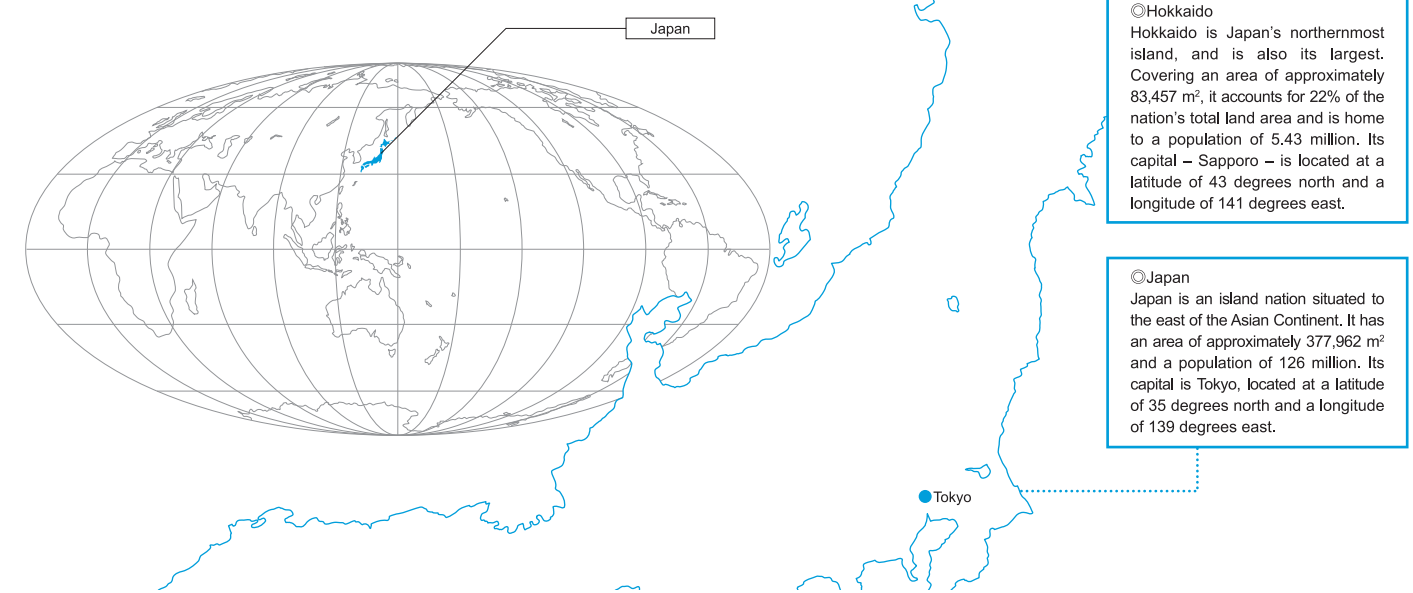 Japan
◎Hokkaido
Hokkaido is Japan's northernmost
island, and is also its largest.
Covering an area of approximately
83,457 m², it accounts for 22% of the
nation's total land area and is home
to a population of 5.43 million. Its
capital – Sapporo – is located at a
latitude of 43 degrees north and a
longitude of 141 degrees east.
◎Japan
Japan is an island nation situated to
the east of the Asian Continent. It has
an area of approximately 377,962 m²
and a population of 126 million. Its
capital is Tokyo, located at a latitude
of 35 degrees north and a longitude
of 139 degrees east.
Tokyo